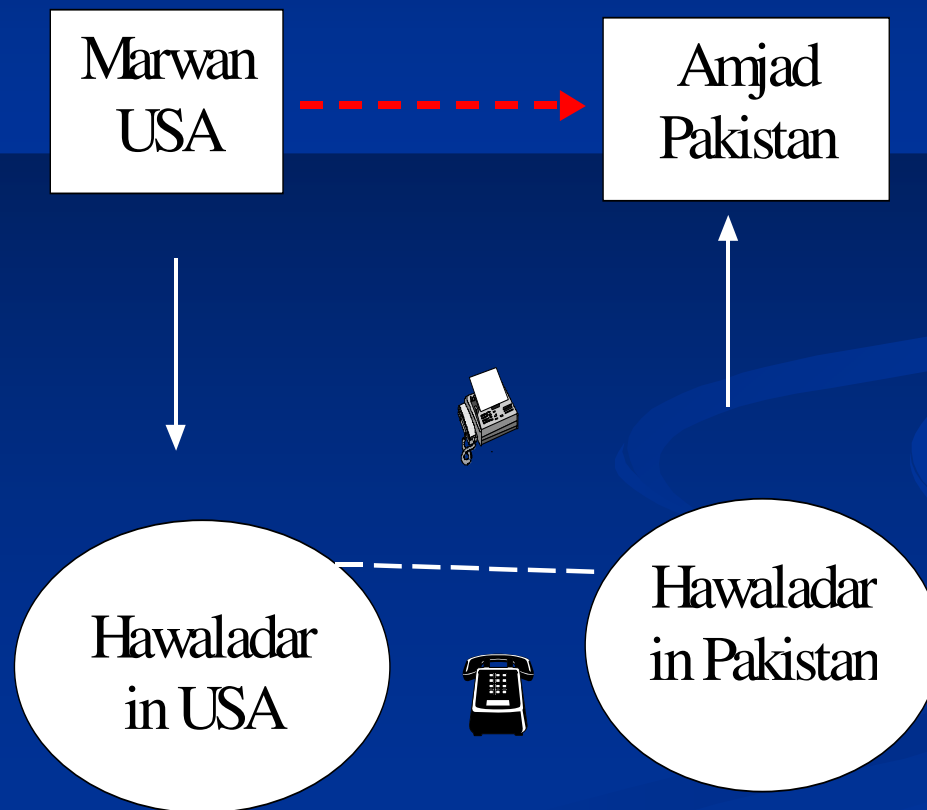 Marwan
USA
Amjad
Pakistan
Hawaladar
in USA
Hawaladar
in Pakistan